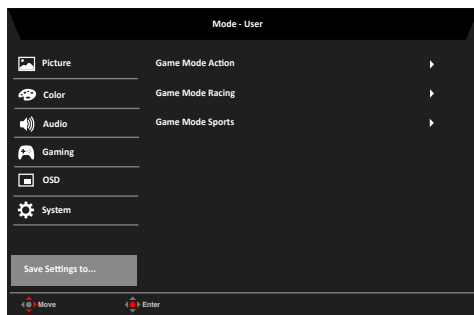 Mode - User
Picture
Game Mode Action
Color
Game Mode Racing
Audio
Game Mode Sports
Gaming
OSD
System
Save Settings to...
Move
Enter